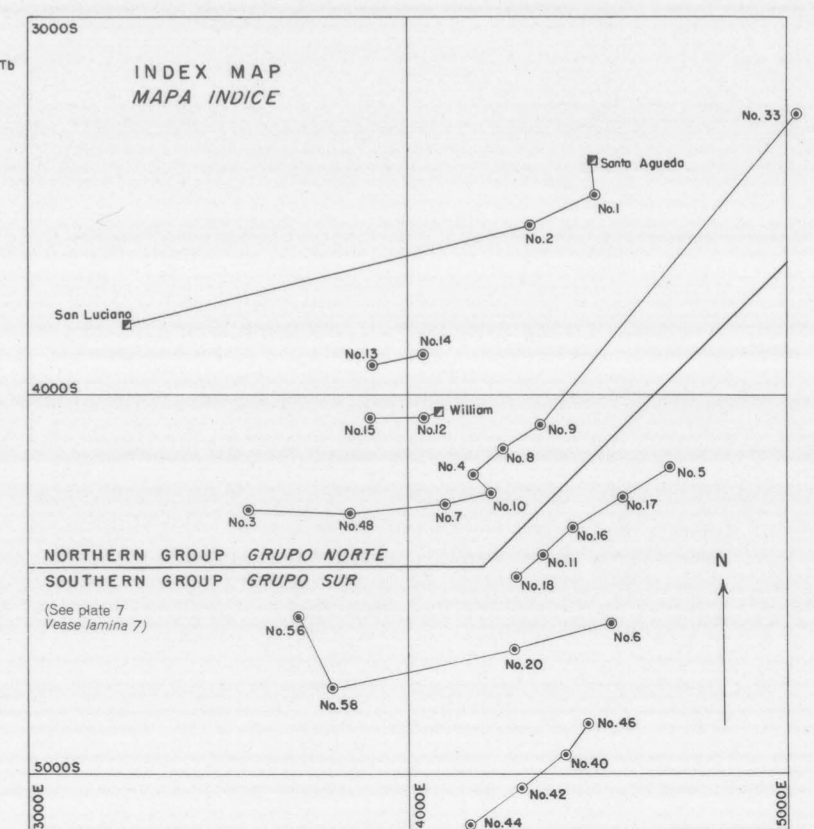 3000S
Tb
INDEX MAP
MAPA INDICE
No. 33
Santa Agueda
No.1
No.2
San Luciano
No.14
No.13
4000S
William
No.15
No.12
No.9
No.8
No.4
No.5
No.17
No.10
No.7
No.3
No.48
No.16
NORTHERN GROUP GRUPO NORTE
No.11
SOUTHERN GROUP GRUPO SUR
No.18
N
(See plate 7
Vease lamina 7)
No.56
No.6
No.20
No.58
No.46
No.40
5000S
No.42
No.44
3000E
4000E
5000E